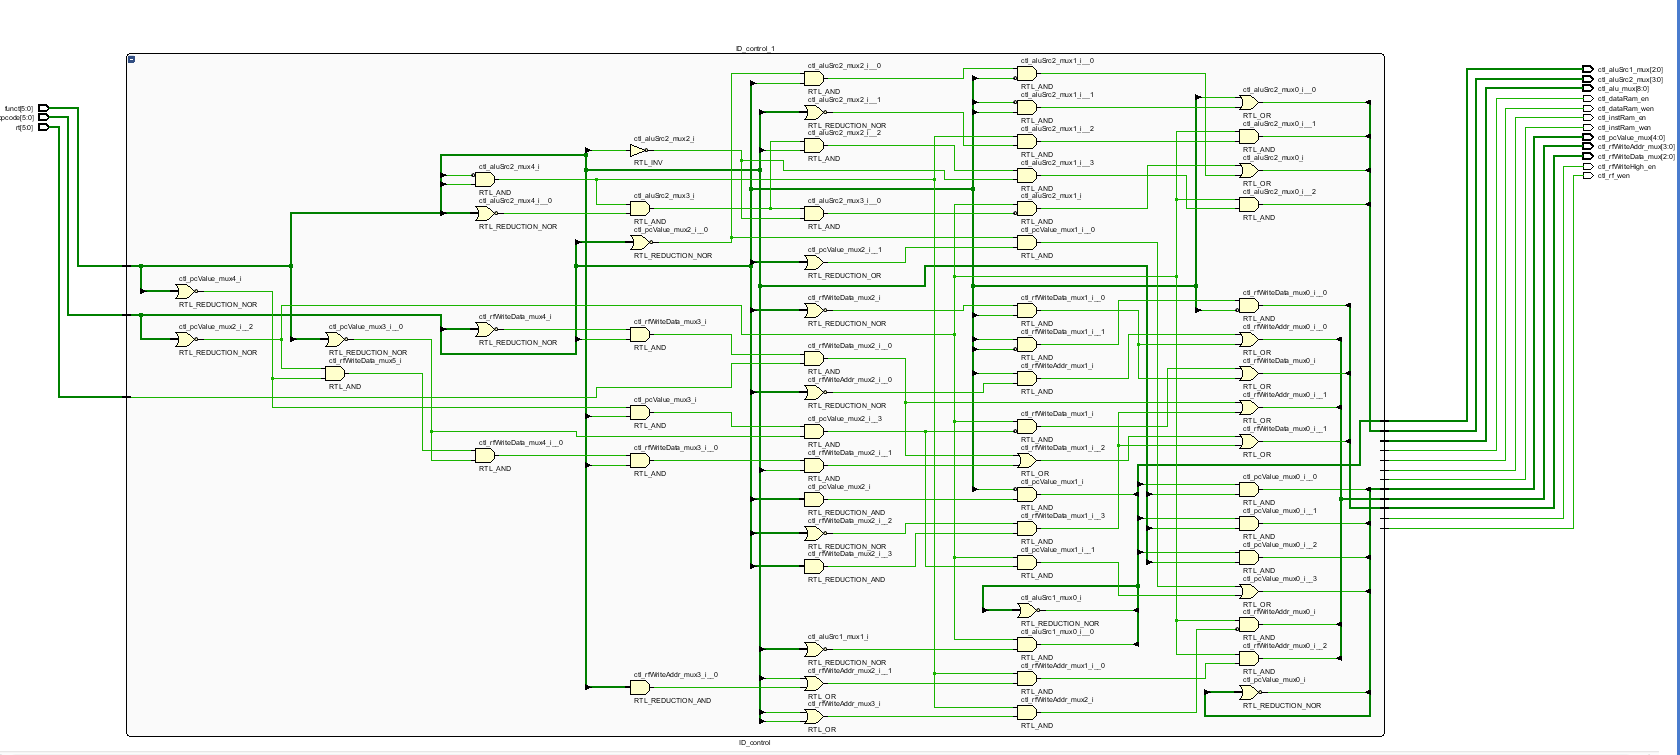 ID_control_1
funct[5:0]
pcode[5:0]
rt[5:0]
ctl_pcValue_mux4_i
RTL_REDUCTION_NOR
ctl_pcValue_mux2_i__2
RTL_REDUCTION_NOR
ctl_pcValue_mux3_i__0
RTL_REDUCTION_NOR
ctl_rfWriteData_mux5_i
RTL_AND
ctl_aluSrc2_mux4_i
RTL_AND
ctl_aluSrc2_mux4_i__0
RTL_REDUCTION_NOR
ctl_rfWriteData_mux4_i
RTL_REDUCTION_NOR
ctl_rfWriteData_mux4_i__0
RTL_AND
ctl_aluSrc2_mux2_i
RTL_INV
ctl_aluSrc2_mux3_i
RTL_AND
ctl_pcValue_mux2_i__0
RTL_REDUCTION_NOR
ctl_rfWriteData_mux3_i
RTL_AND
ctl_pcValue_mux3_i
RTL_AND
ctl_rfWriteData_mux3_i__0
RTL_AND
ctl_rfWriteAddr_mux3_i__0
RTL_REDUCTION_AND
ctl_aluSrc2_mux2_i__0
RTL_AND
ctl_aluSrc2_mux2_i__1
RTL_REDUCTION_NOR
ctl_aluSrc2_mux2_i__2
RTL_AND
ctl_aluSrc2_mux3_i__0
RTL_AND
ctl_pcValue_mux2_i__1
RTL_REDUCTION_OR
ctl_rfWriteData_mux2_i
RTL_REDUCTION_NOR
ctl_rfWriteData_mux2_i__0
RTL_AND
ctl_rfWriteAddr_mux2_i__0
RTL_REDUCTION_NOR
ctl_pcValue_mux2_i__3
RTL_AND
ctl_rfWriteData_mux2_i__1
RTL_AND
ctl_pcValue_mux2_i
RTL_REDUCTION_AND
ctl_rfWriteData_mux2_i__2
RTL_REDUCTION_NOR
ctl_rfWriteData_mux2_i__3
RTL_REDUCTION_AND
ctl_aluSrc1_mux1_i
RTL_REDUCTION_NOR
ctl_rfWriteAddr_mux2_i__1
RTL_OR
ctl_rfWriteAddr_mux3_i
RTL_OR
ctl_aluSrc2_mux1_i__0
RTL_AND
ctl_aluSrc2_mux1_i__1
RTL_AND
ctl_aluSrc2_mux1_i__2
RTL_AND
ctl_aluSrc2_mux1_i__3
RTL_AND
ctl_aluSrc2_mux1_i
RTL_AND
ctl_pcValue_mux1_i__0
RTL_AND
ctl_rfWriteData_mux1_i__0
RTL_AND
ctl_rfWriteData_mux1_i__1
RTL_AND
ctl_rfWriteAddr_mux1_i
RTL_AND
ctl_rfWriteData_mux1_i
RTL_AND
ctl_rfWriteData_mux1_i__2
RTL_OR
ctl_pcValue_mux1_i
RTL_AND
ctl_rfWriteData_mux1_i__3
RTL_AND
ctl_pcValue_mux1_i__1
RTL_AND
ctl_aluSrc1_mux0_i
RTL_REDUCTION_NOR
ctl_aluSrc1_mux0_i__0
RTL_AND
ctl_rfWriteAddr_mux1_i__0
RTL_AND
ctl_rfWriteAddr_mux2_i
RTL_AND
ctl_aluSrc2_mux0_i__0
RTL_OR
ctl_aluSrc2_mux0_i__1
RTL_AND
ctl_aluSrc2_mux0_i
RTL_OR
ctl_aluSrc2_mux0_i__2
RTL_AND
ctl_rfWriteData_mux0_i__0
RTL_AND
ctl_rfWriteAddr_mux0_i__0
RTL_OR
ctl_rfWriteData_mux0_i
RTL_OR
ctl_rfWriteAddr_mux0_i__1
RTL_OR
ctl_rfWriteData_mux0_i__1
RTL_OR
ctl_pcValue_mux0_i__0
RTL_AND
ctl_pcValue_mux0_i__1
RTL_AND
ctl_pcValue_mux0_i__2
RTL_AND
ctl_pcValue_mux0_i__3
RTL_OR
ctl_rfWriteAddr_mux0_i
RTL_AND
ctl_rfWriteAddr_mux0_i__2
RTL_AND
ctl_pcValue_mux0_i
RTL_REDUCTION_NOR
ctl_aluSrc1_mux[2:0]
ctl_aluSrc2_mux[3:0]
ctl_alu_mux[8:0]
ctl_dataRam_en
ctl_dataRam_wen
ctl_instRam_en
ctl_instRam_wen
ctl_pcValue_mux[4:0]
ctl_rfWriteAddr_mux[3:0]
ctl_rfWriteData_mux[2:0]
ctl_rfWriteHigh_en
ctl_rf_wen
ID_control